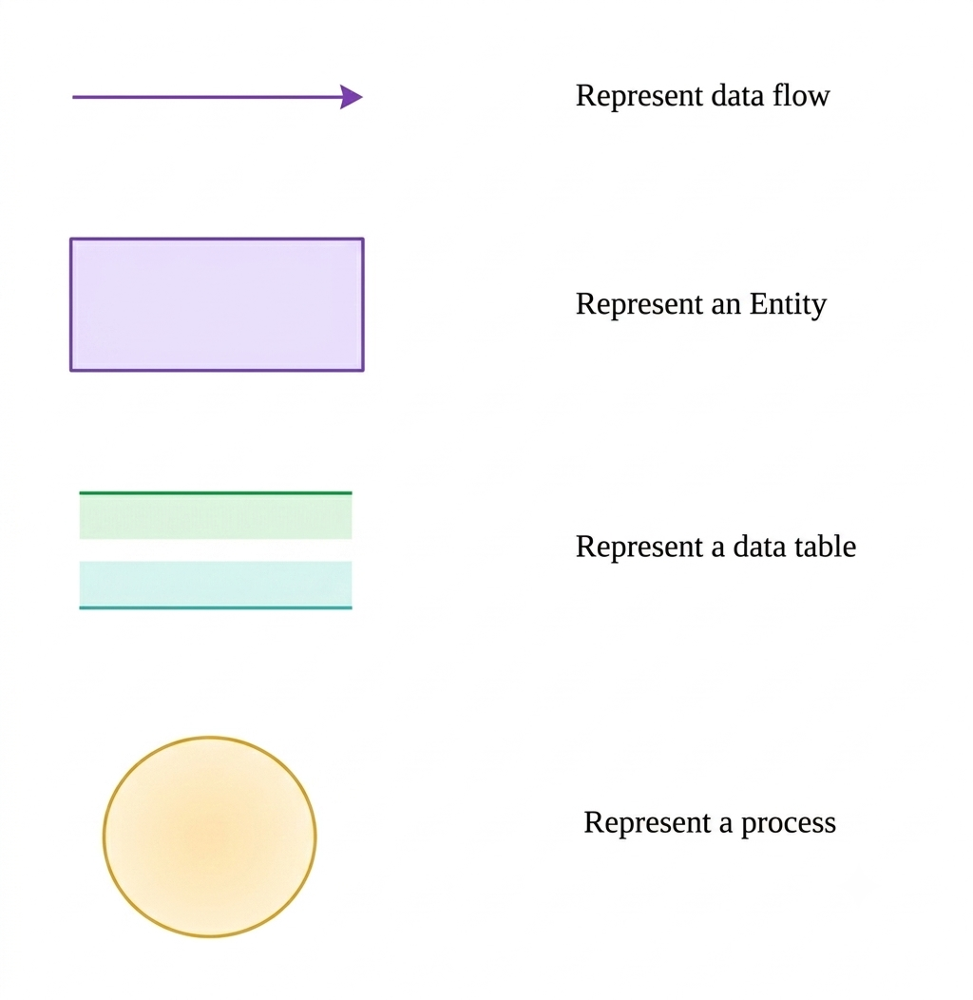 Represent data flow
Represent an Entity
Represent a data table
Represent a process